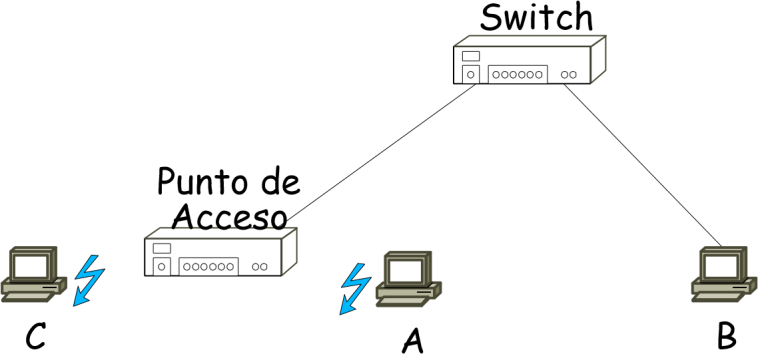 Switch
Punto de
Acceso
C
A
B